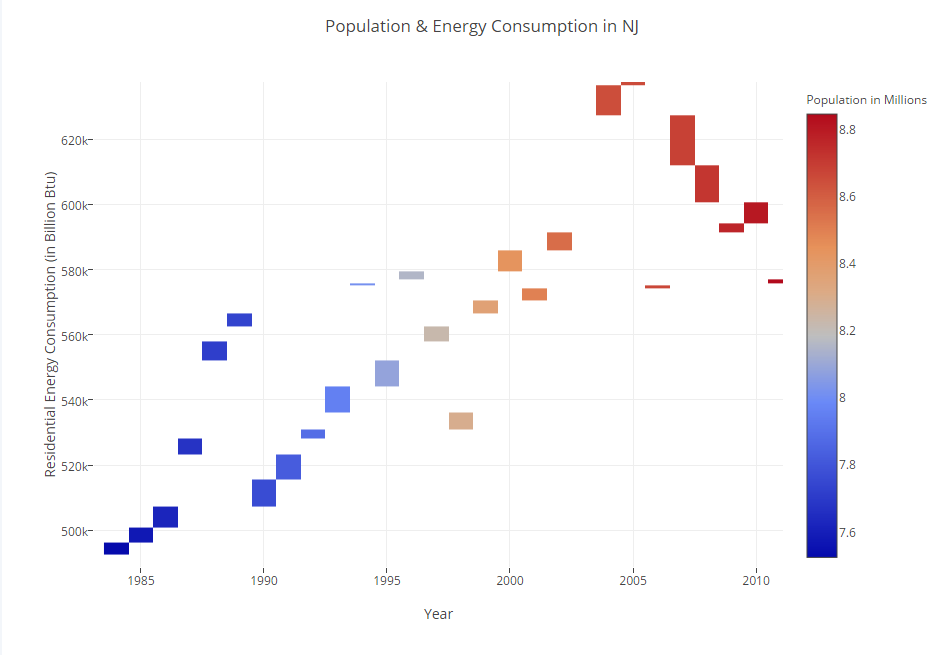 Population & Energy Consumption in NJ
Population in Millions
8.8
8.6
8.4
8.2
8
7.8
7.6
Residential Energy Consumption (in Billion Btu)
620k
600k
580k
560k
540k
520k
500k
1985
1990
1995
2000
2005
2010
Year